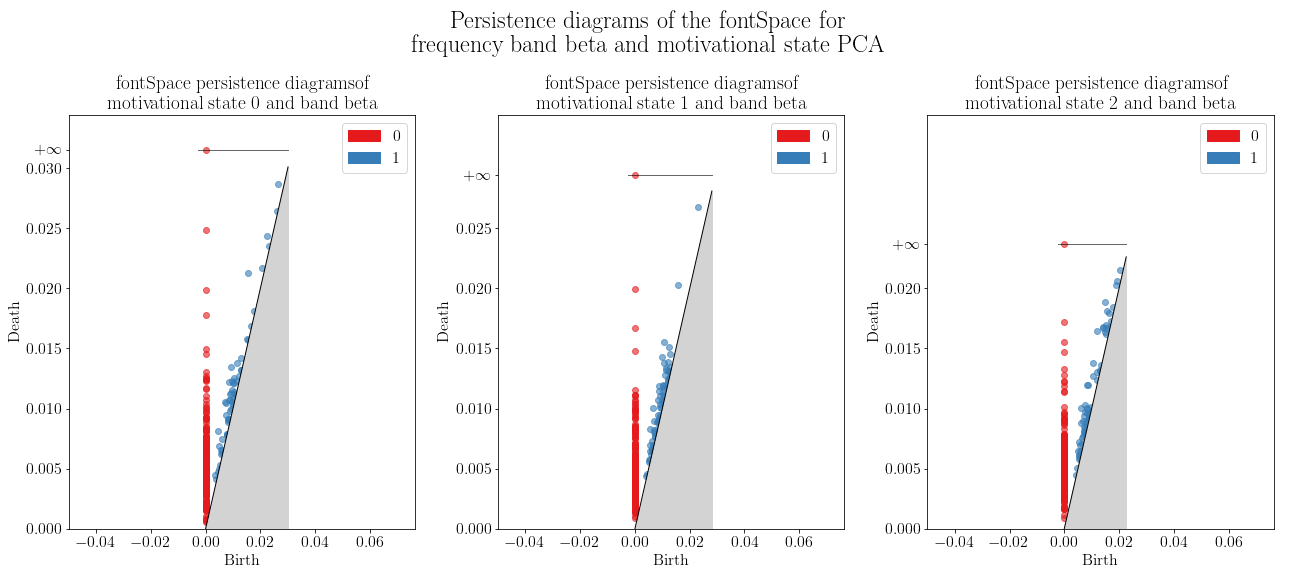 Persistence diagrams of the fontSpace for
frequency band beta and motivational state PCA
fontSpace persistence diagramsof
motivational state 0 and band beta
0
1
+∞
0.030
0.025
0.020
0.015
0.010
0.005
0.000
Death
−0.04 −0.02 0.00 0.02 0.04 0.06
Birth
fontSpace persistence diagramsof
motivational state 1 and band beta
0
1
+∞
0.025
0.020
0.015
0.010
0.005
0.000
Death
−0.04 −0.02 0.00 0.02 0.04 0.06
Birth
fontSpace persistence diagramsof
motivational state 2 and band beta
0
1
+∞
0.020
0.015
0.010
0.005
0.000
Death
−0.04 −0.02 0.00 0.02 0.04 0.06
Birth